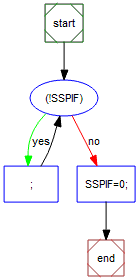 start
(!SSPIF)
yes
no
;
SSPIF=0;
end